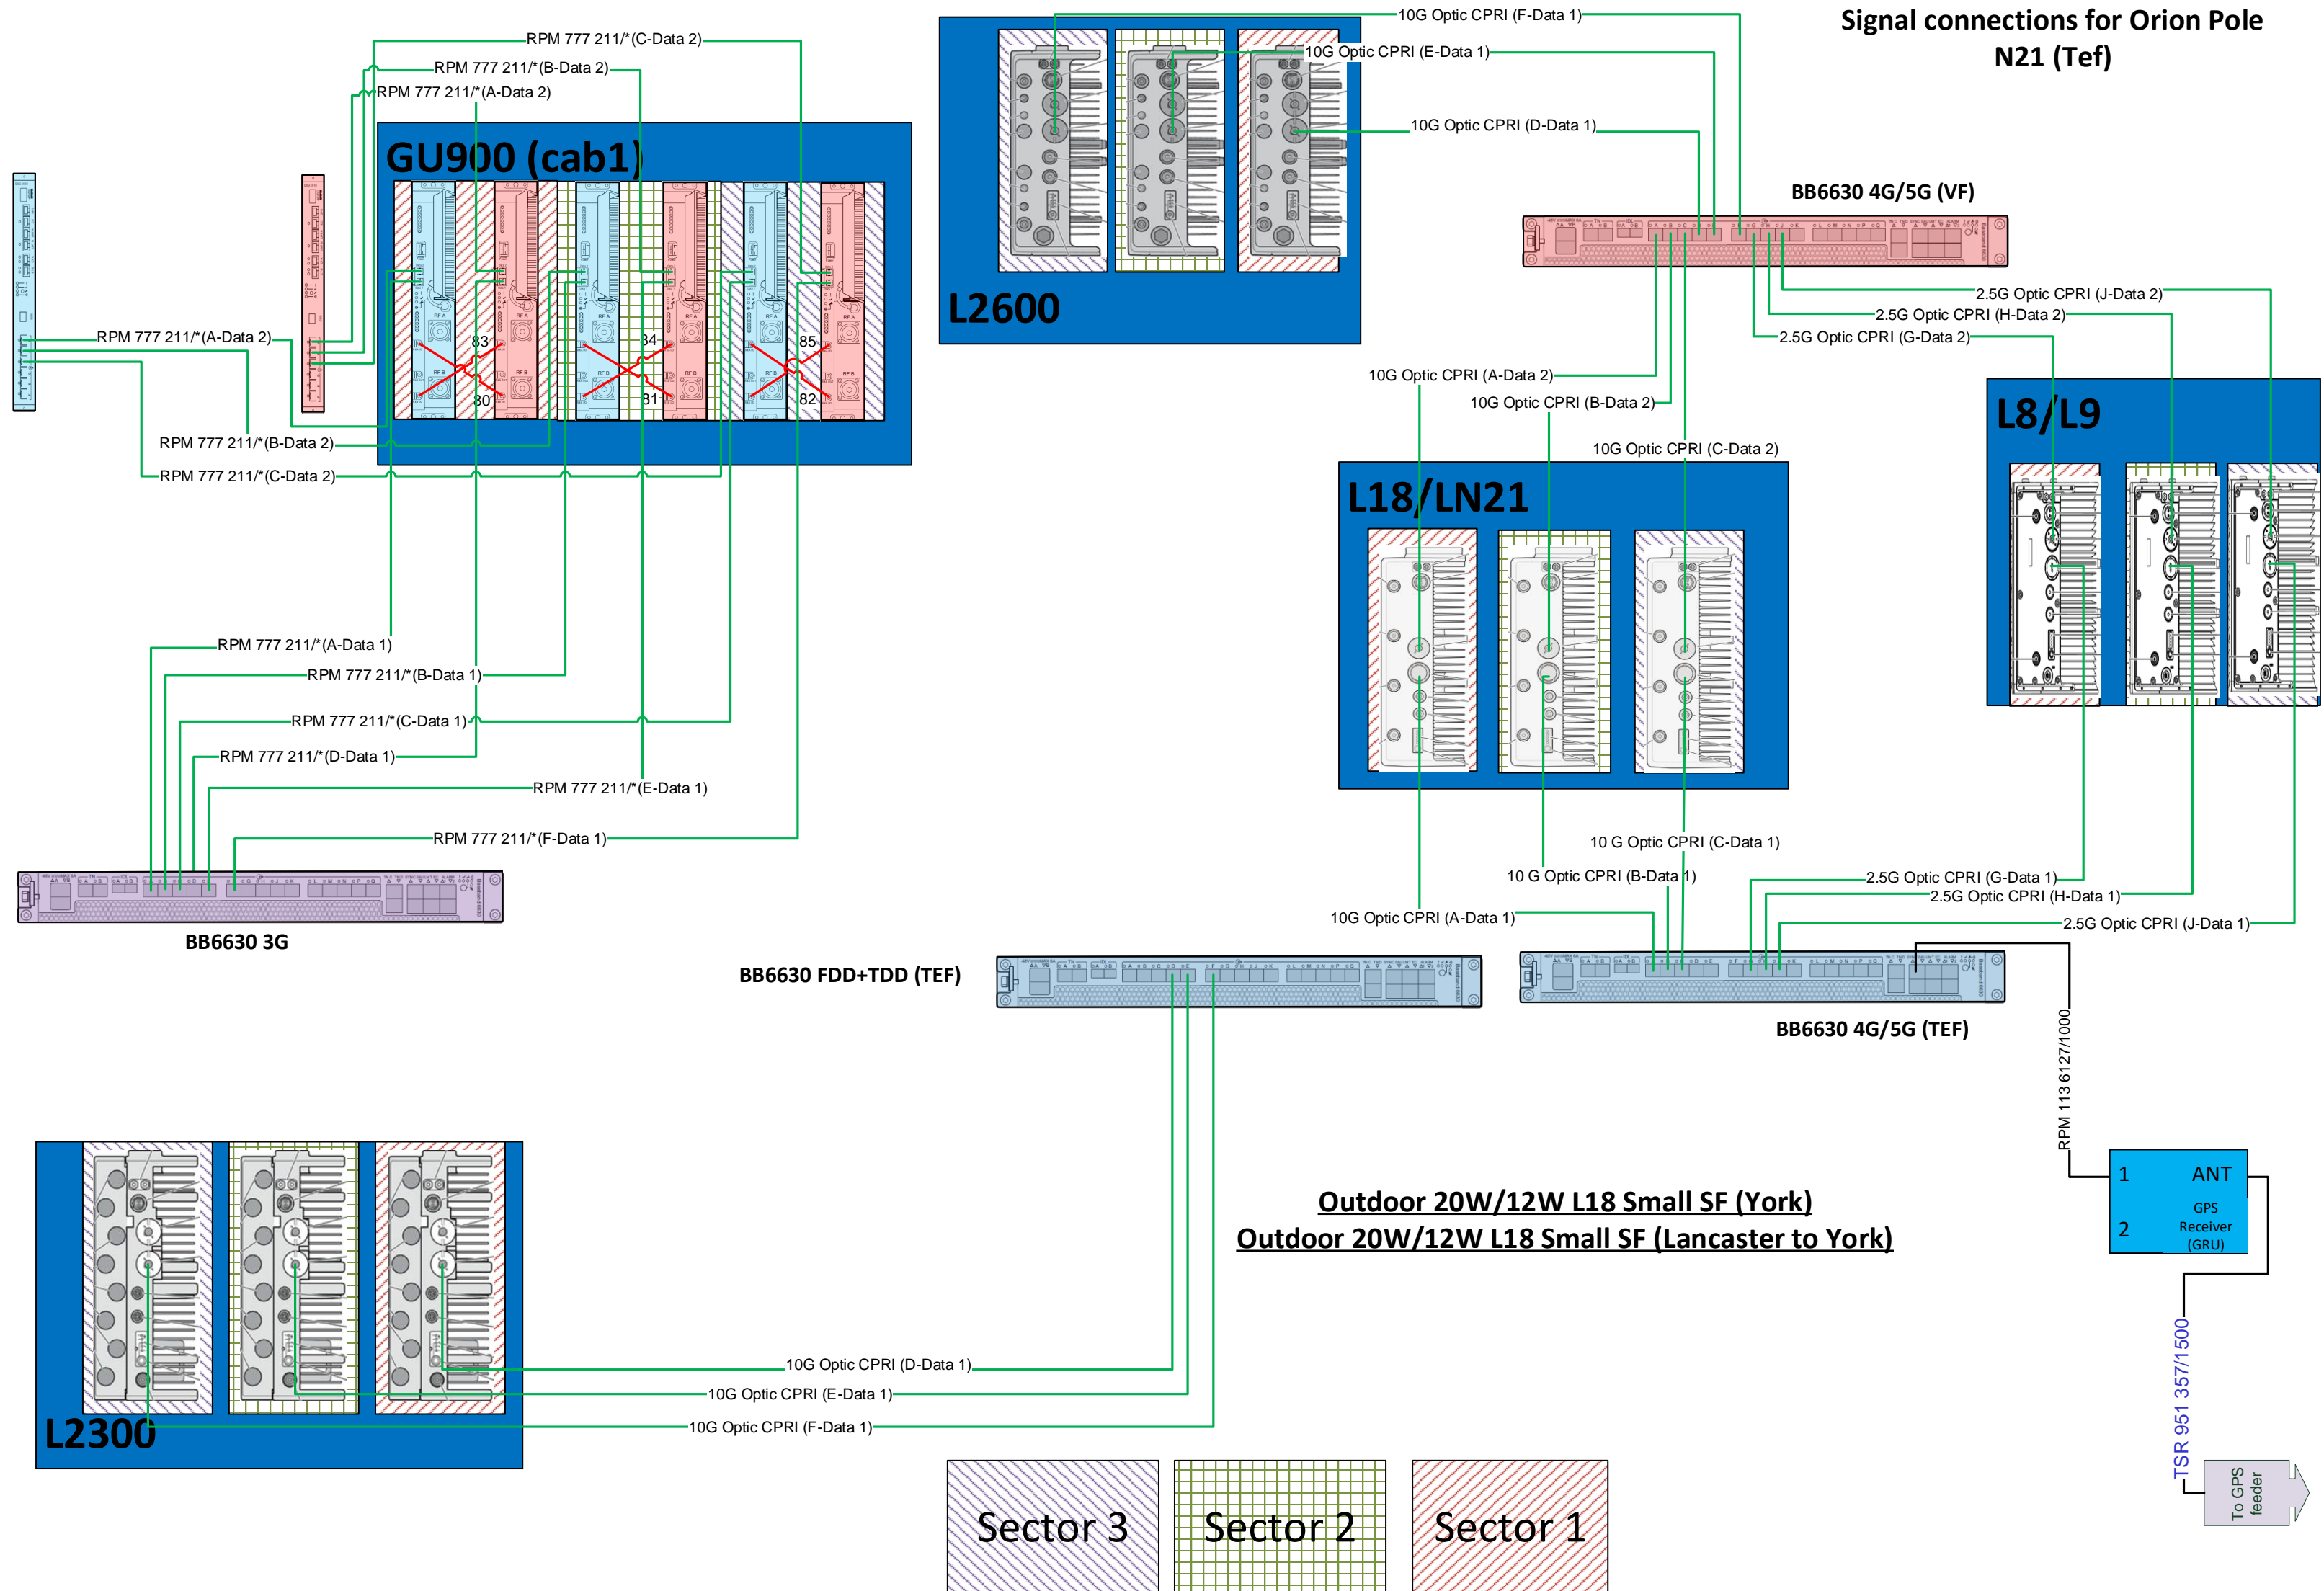 Signal connections for Orion Pole
N21 (Tef)
10G Optic CPRI (F-Data 1)
10G Optic CPRI (E-Data 1)
10G Optic CPRI (D-Data 1)
L2600
RPM 777 211/*(C-Data 2)
RPM 777 211/*(B-Data 2)
RPM 777 211/*(A-Data 2)
GU900 (cab1)
RF A
RF A
RF A
RF A
RF A
RF A
83
84
85
RF B
RF B
RF B
RF B
RF B
RF B
80
81
82
RPM 777 211/*(A-Data 2)
RPM 777 211/*(B-Data 2)
RPM 777 211/*(C-Data 2)
BB6630 4G/5G (VF)
2.5G Optic CPRI (J-Data 2)
2.5G Optic CPRI (H-Data 2)
2.5G Optic CPRI (G-Data 2)
10G Optic CPRI (A-Data 2)
10G Optic CPRI (B-Data 2)
10G Optic CPRI (C-Data 2)
L8/L9
L18/LN21
RPM 777 211/*(A-Data 1)
RPM 777 211/*(B-Data 1)
RPM 777 211/*(C-Data 1)
RPM 777 211/*(D-Data 1)
RPM 777 211/*(E-Data 1)
RPM 777 211/*(F-Data 1)
BB6630 3G
10 G Optic CPRI (C-Data 1)
10 G Optic CPRI (B-Data 1)
10G Optic CPRI (A-Data 1)
2.5G Optic CPRI (G-Data 1)
2.5G Optic CPRI (H-Data 1)
2.5G Optic CPRI (J-Data 1)
BB6630 FDD+TDD (TEF)
BB6630 4G/5G (TEF)
RPM 113 6127/1000
1
ANT
2
GPS
Receiver
(GRU)
TSR 951 357/1500
To GPS
feeder
Outdoor 20W/12W L18 Small SF (York)
Outdoor 20W/12W L18 Small SF (Lancaster to York)
L2300
10G Optic CPRI (D-Data 1)
10G Optic CPRI (E-Data 1)
10G Optic CPRI (F-Data 1)
Sector 3
Sector 2
Sector 1